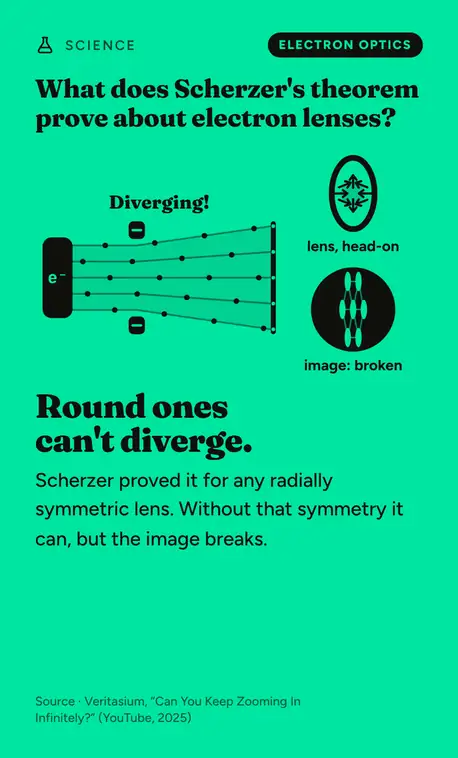 SCIENCE
ELECTRON OPTICS
What does Scherzer's theorem
prove about electron lenses?
Diverging!
e⁻
lens, head-on
image: broken
Round ones
can't diverge.
Scherzer proved it for any radially
symmetric lens. Without that symmetry it
can, but the image breaks.
Source · Veritasium, “Can You Keep Zooming In
Infinitely?” (YouTube, 2025)